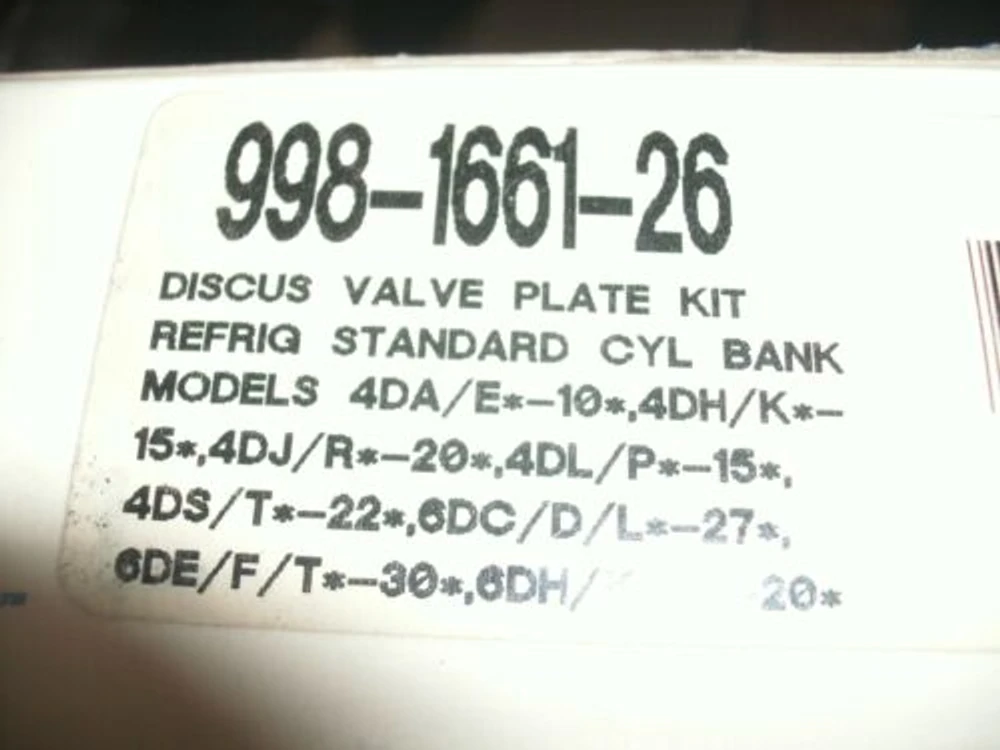 998-1661-26
DISCUS VALVE PLATE KIT
REFRIG STANDARD CYL BANK
MODELS 4DA/E*-10*,4DH/K*-
15*,4DJ/R*-20*,4DL/P*-15*,
4DS/T*-22*,6DC/D/L*-27*,
6DE/F/T*-30*,6DH/ 20*